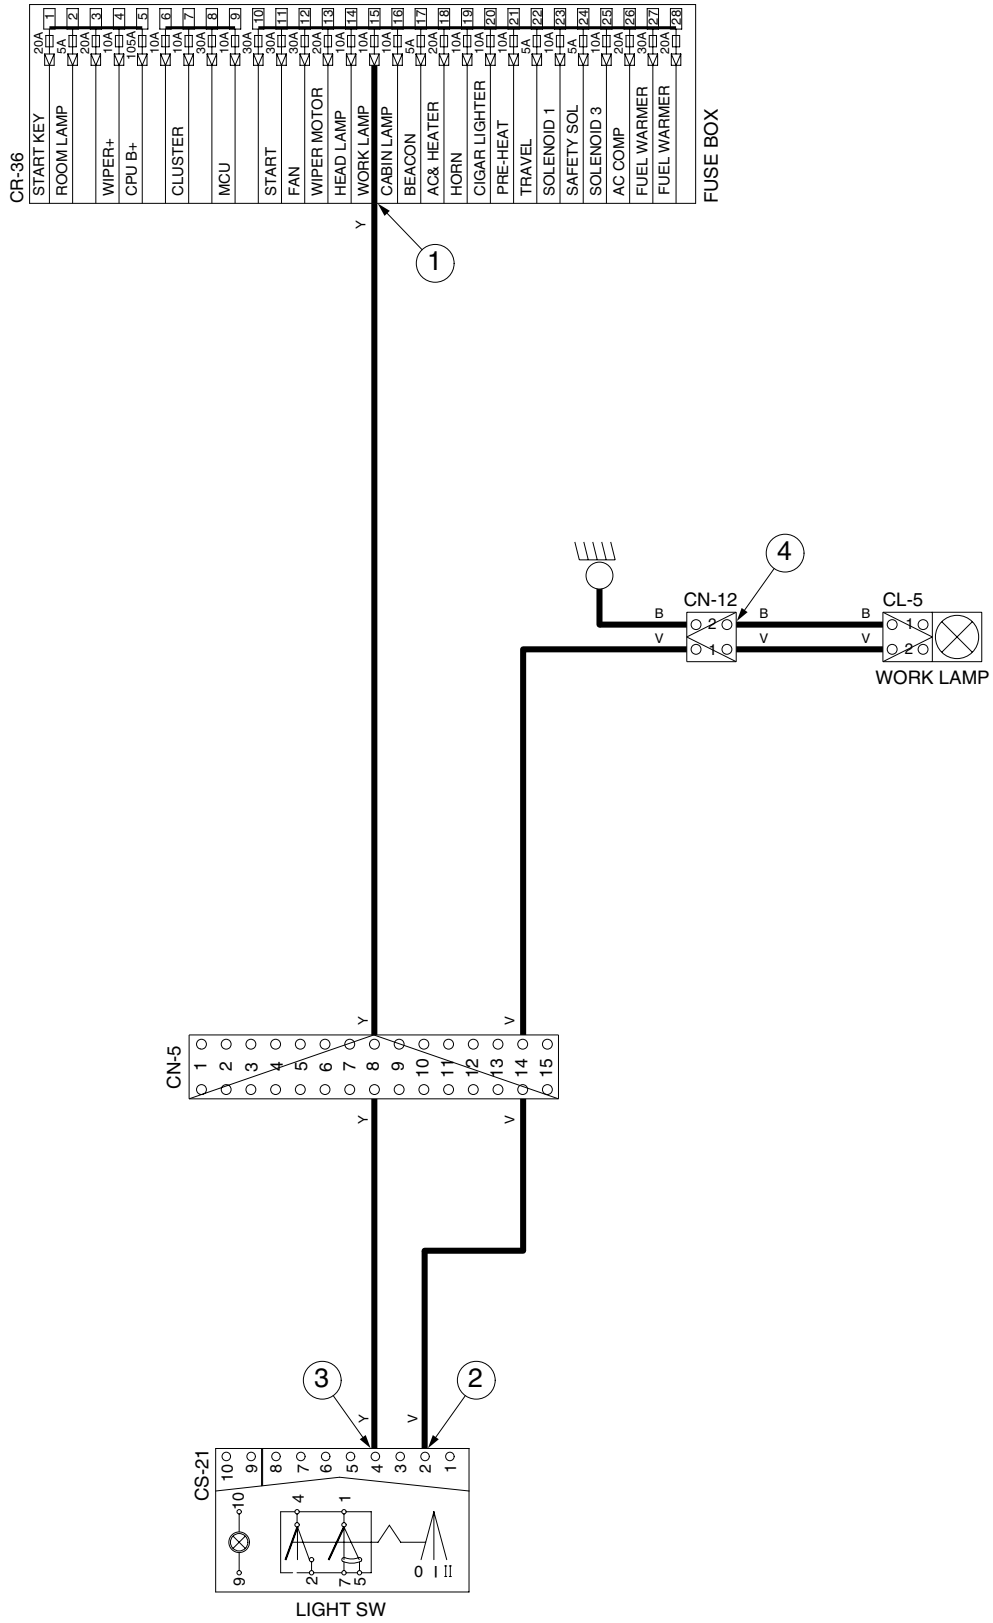 CR-36
1 2 3 4 5 6 7 8 9 10 11 12 13 14 15 16 17 18 19 20 21 22 23 24 25 26 27 28
20A 5A 20A 10A 105A 10A 10A 30A 10A 30A 30A 30A 20A 10A 10A 10A 5A 20A 10A 10A 10A 5A 10A 5A 10A 20A 30A 20A
START KEY
ROOM LAMP
WIPER+
CPU B+
CLUSTER
MCU
START
FAN
WIPER MOTOR
HEAD LAMP
WORK LAMP
CABIN LAMP
BEACON
AC& HEATER
HORN
CIGAR LIGHTER
PRE-HEAT
TRAVEL
SOLENOID 1
SAFETY SOL
SOLENOID 3
AC COMP
FUEL WARMER
FUEL WARMER
FUSE BOX
Y
1
4
CN-12 CL-5
B 2 B B 1
V 1 V V 2
WORK LAMP
Y V
CN-5
1 2 3 4 5 6 7 8 9 10 11 12 13 14 15
Y V
3 2
Y V
CS-21
10 9 8 7 6 5 4 3 2 1
10 4 1
9 2 7 5 0 I II
LIGHT SW